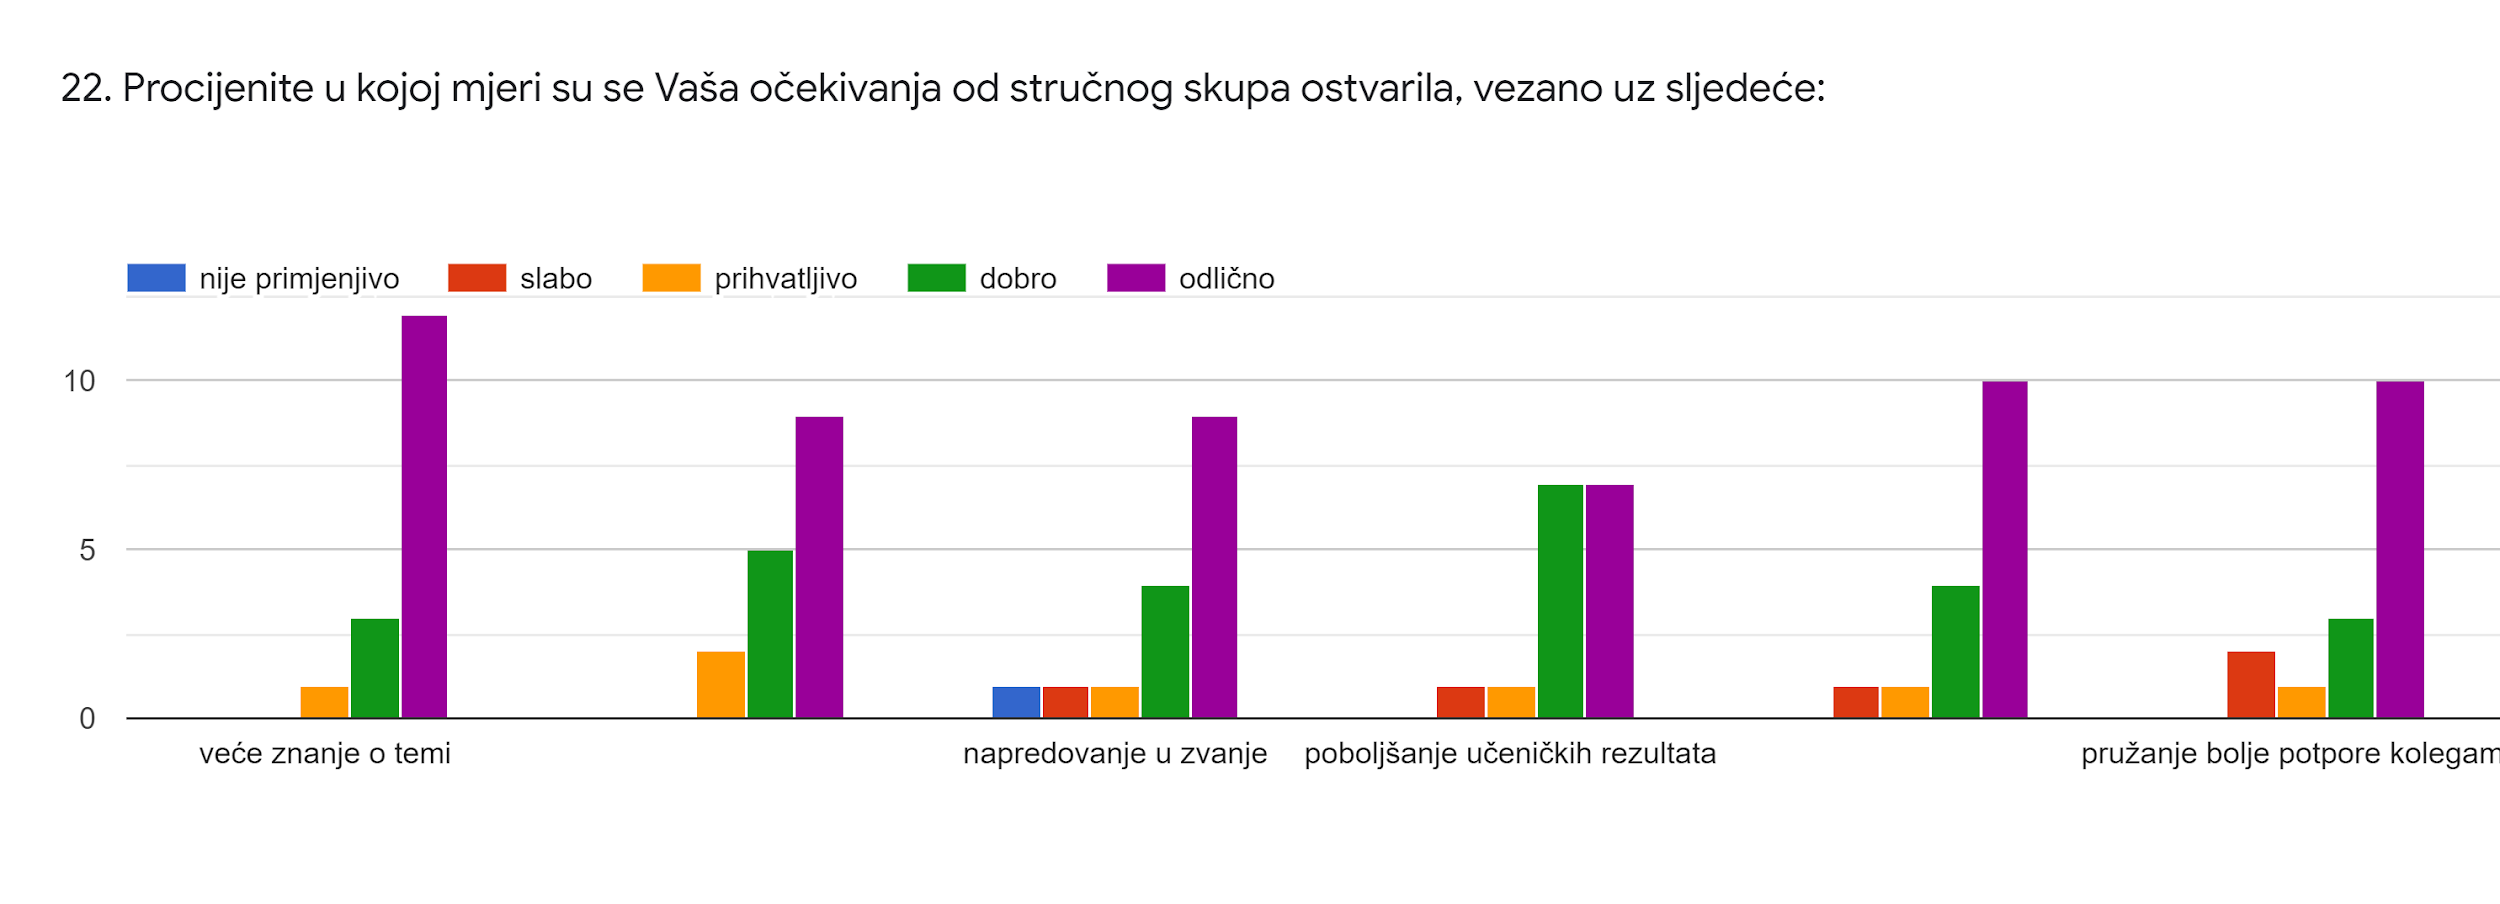 22. Procijenite u kojoj mjeri su se Vaša očekivanja od stručnog skupa ostvarila, vezano uz sljedeće:
nije primjenjivo slabo prihvatljivo dobro odlično
10
5
0
veće znanje o temi napredovanje u zvanje poboljšanje učeničkih rezultata pružanje bolje potpore kolegam